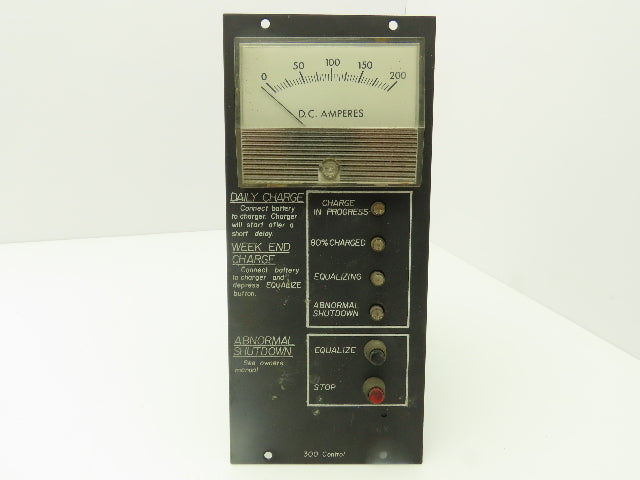 0 50 100 150 200
D.C. AMPERES
DAILY CHARGE
Connect battery
to charger. Charger
will start after a
short delay.
WEEK END
CHARGE
Connect battery
to charger and
depress EQUALIZE
button.
ABNORMAL
SHUTDOWN
See owners
manual
CHARGE
IN PROGRESS
80% CHARGED
EQUALIZING
ABNORMAL
SHUTDOWN
EQUALIZE
STOP
300 Control